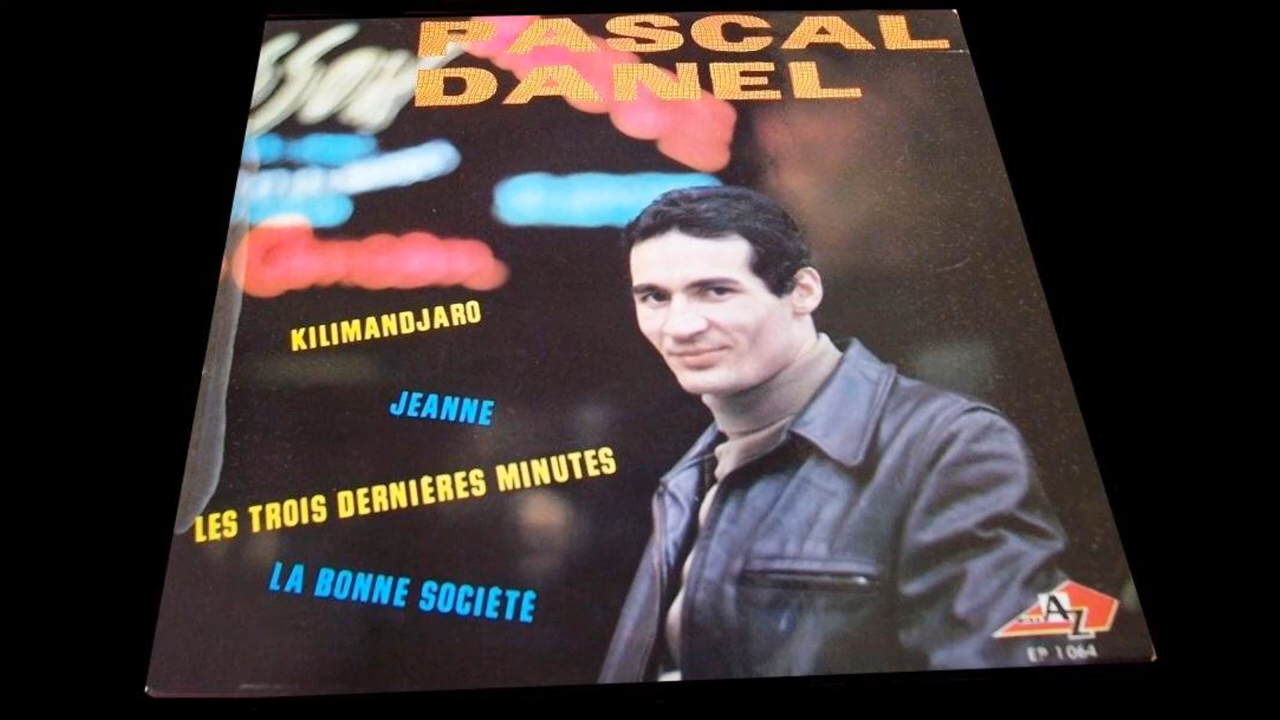 PASCAL
DANEL
KILIMANDJARO
JEANNE
LES TROIS DERNIÈRES MINUTES
LA BONNE SOCIÉTÉ
AZ
EP 1064